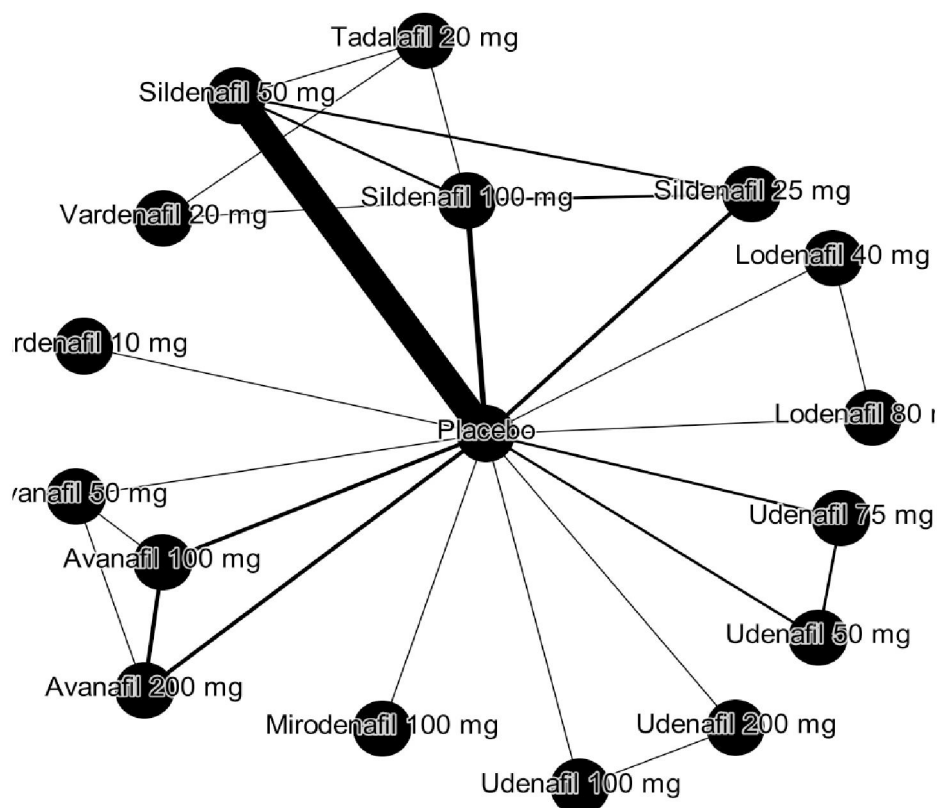 Tadalafil 20 mg
Sildenafil 50 mg
Sildenafil 100 mg
Sildenafil 25 mg
Vardenafil 20 mg
Lodenafil 40 mg
rdenafil 10 mg
Lodenafil 80
Placebo
vanafil 50 mg
Udenafil 75 mg
Avanafil 100 mg
Udenafil 50 mg
Avanafil 200 mg
Mirodenafil 100 mg
Udenafil 200 mg
Udenafil 100 mg